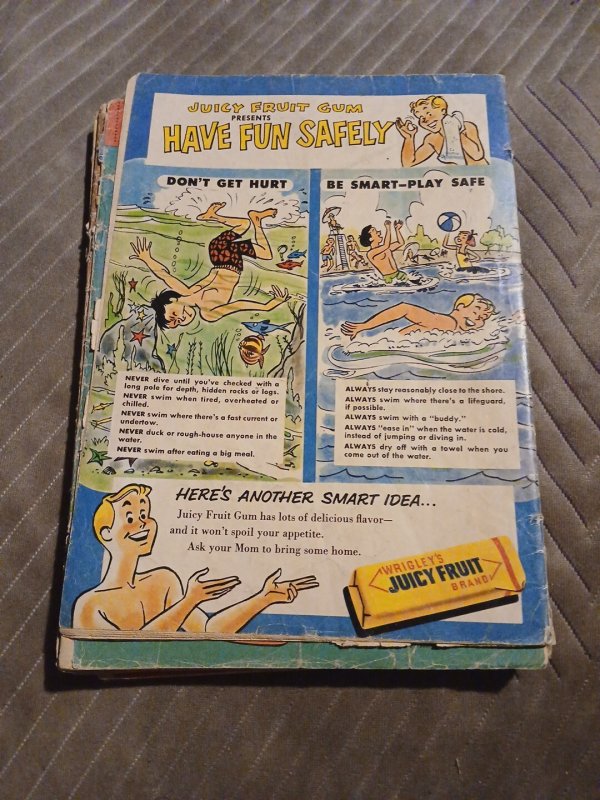 JUICY FRUIT GUM
PRESENTS
HAVE FUN SAFELY
DON'T GET HURT
NEVER dive until you've checked with a
long pole for depth, hidden rocks or logs.
NEVER swim when tired, overheated or
chilled.
NEVER swim where there's a fast current or
undertow.
NEVER duck or rough-house anyone in the
water.
NEVER swim after eating a big meal.
BE SMART–PLAY SAFE
ALWAYS stay reasonably close to the shore.
ALWAYS swim where there's a lifeguard,
if possible.
ALWAYS swim with a "buddy."
ALWAYS "ease in" when the water is cold,
instead of jumping or diving in.
ALWAYS dry off with a towel when you
come out of the water.
HERE'S ANOTHER SMART IDEA...
Juicy Fruit Gum has lots of delicious flavor—
and it won't spoil your appetite.
Ask your Mom to bring some home.
WRIGLEY'S
JUICY FRUIT
BRAND